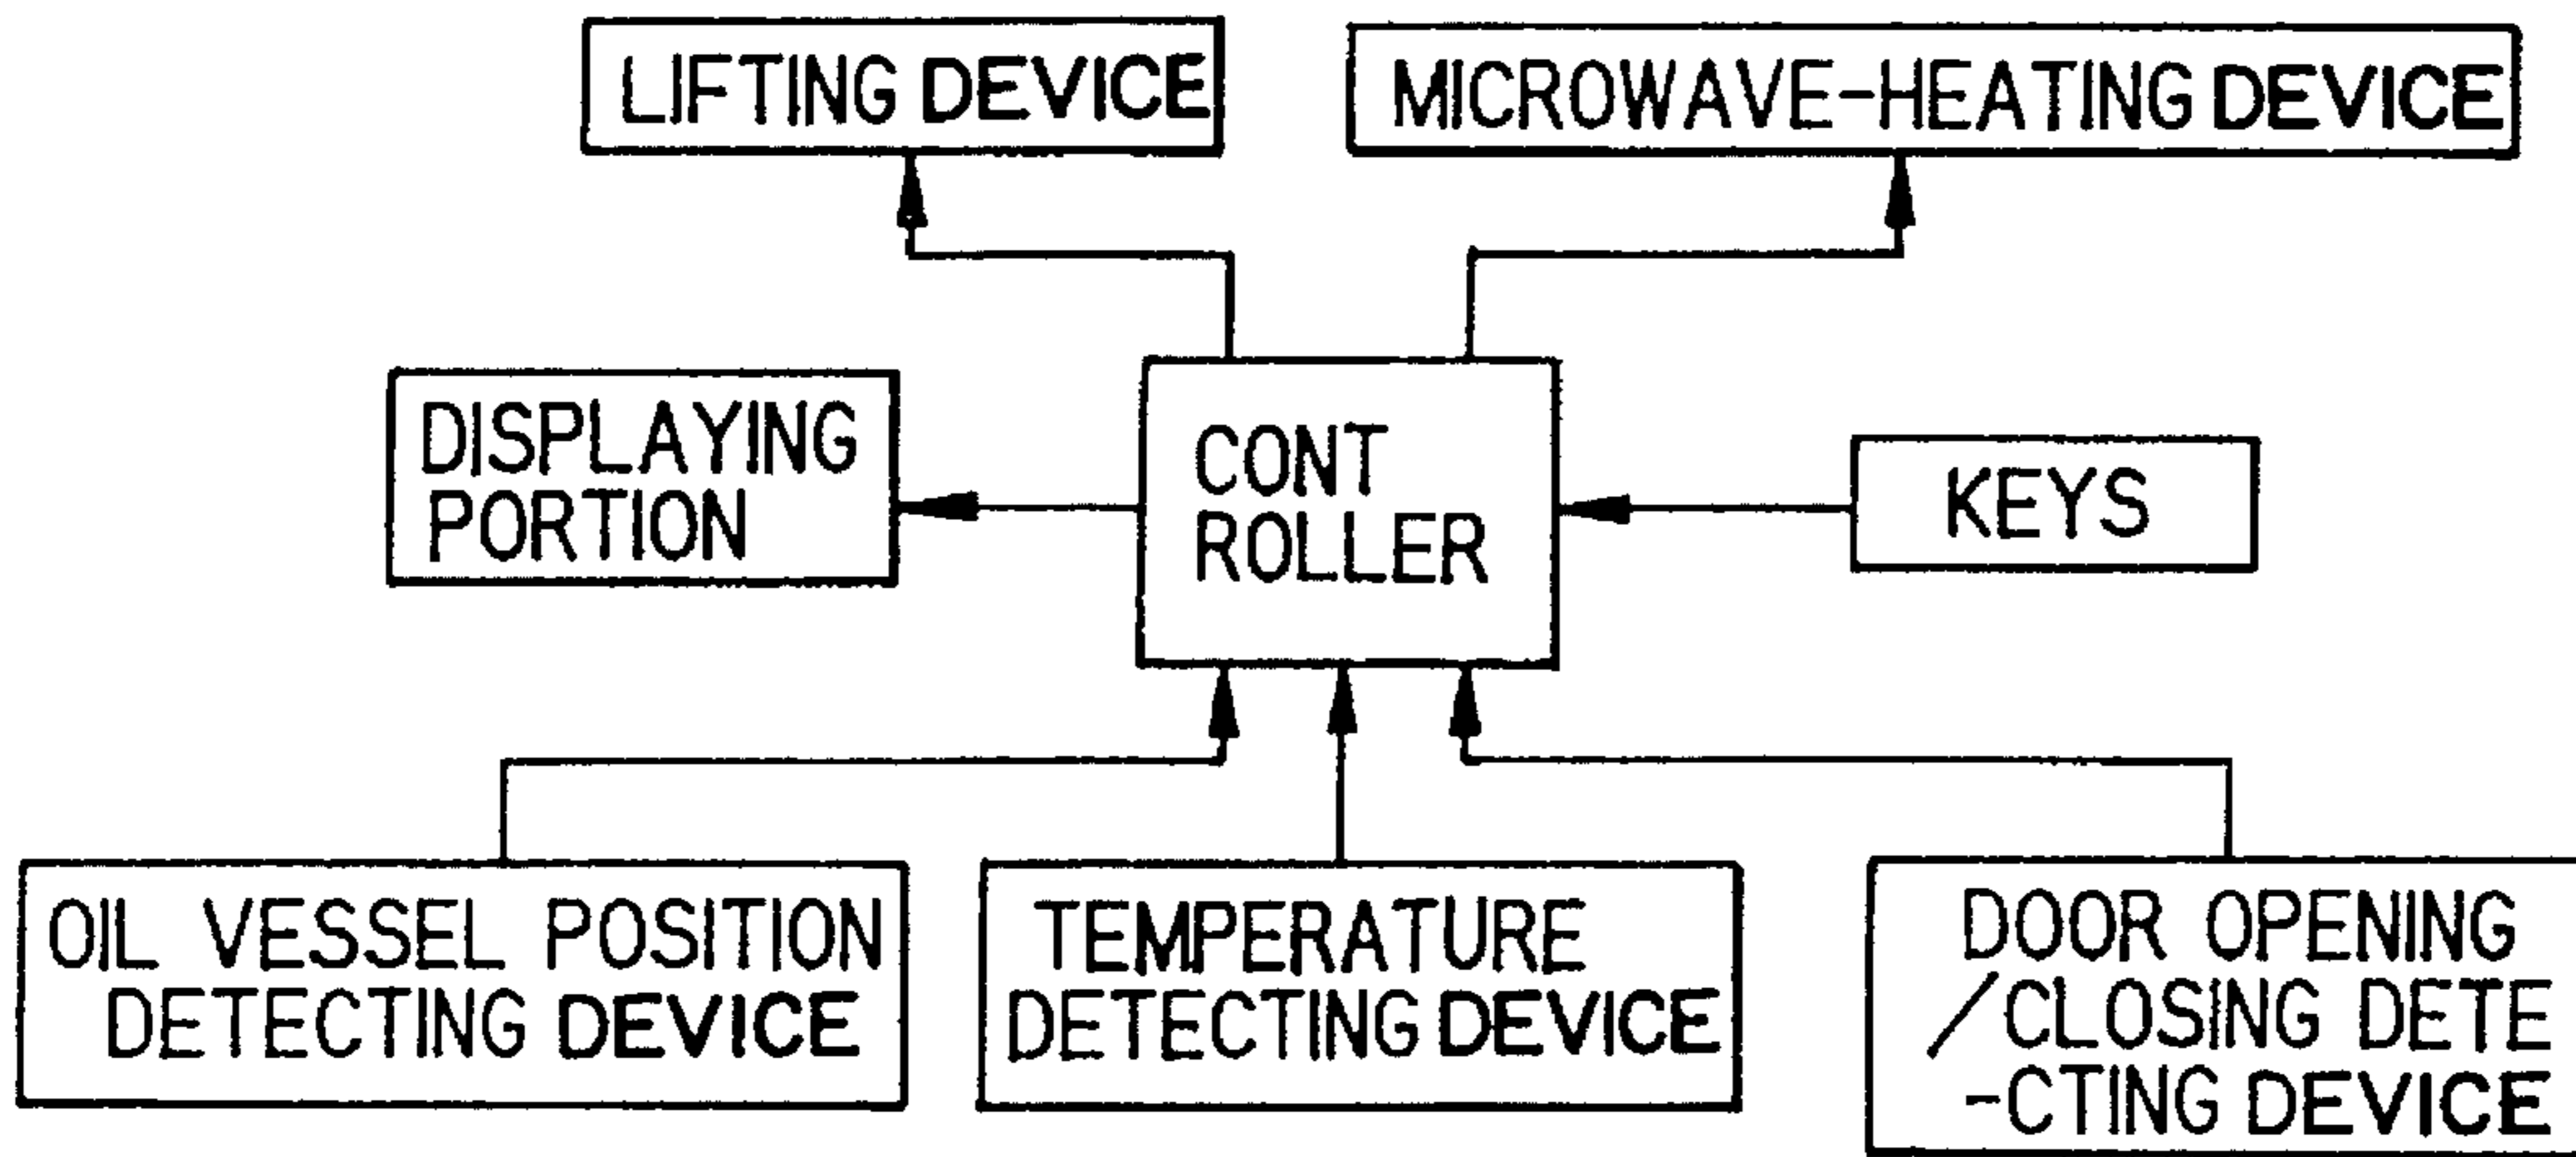 LIFTING DEVICE
MICROWAVE-HEATING DEVICE
DISPLAYING
PORTION
CONT
ROLLER
KEYS
OIL VESSEL POSITION
DETECTING DEVICE
TEMPERATURE
DETECTING DEVICE
DOOR OPENING
/CLOSING DETE
-CTING DEVICE